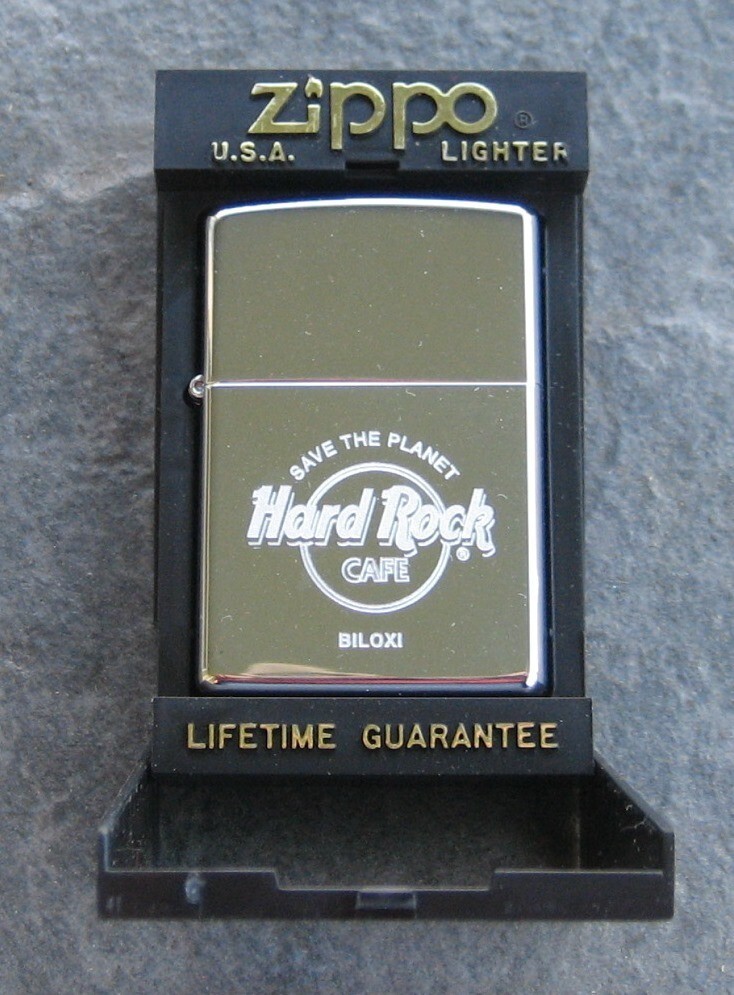 zippo ®
U.S.A. LIGHTER
SAVE THE PLANET
Hard Rock ®
CAFE
BILOXI
LIFETIME GUARANTEE